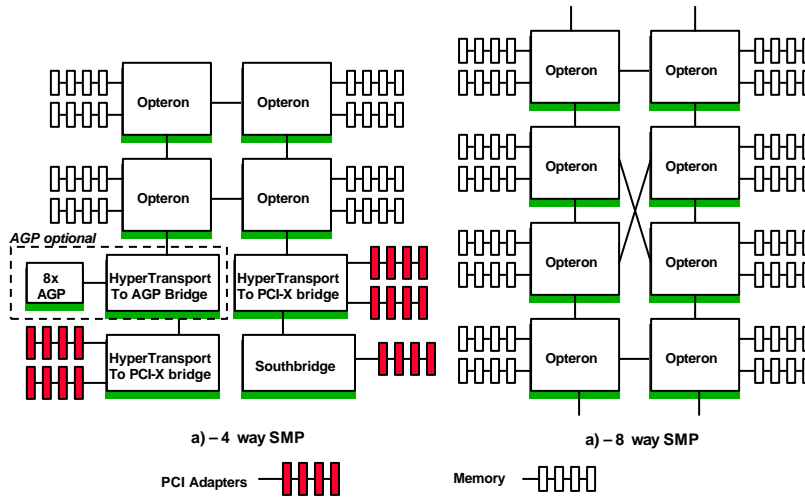 Opteron
Opteron
Opteron
Opteron
AGP optional
8x
AGP
HyperTransport
To AGP Bridge
HyperTransport
To PCI-X bridge
HyperTransport
To PCI-X bridge
Southbridge
a) – 4 way SMP
Opteron
Opteron
Opteron
Opteron
Opteron
Opteron
Opteron
Opteron
a) – 8 way SMP
PCI Adapters
Memory